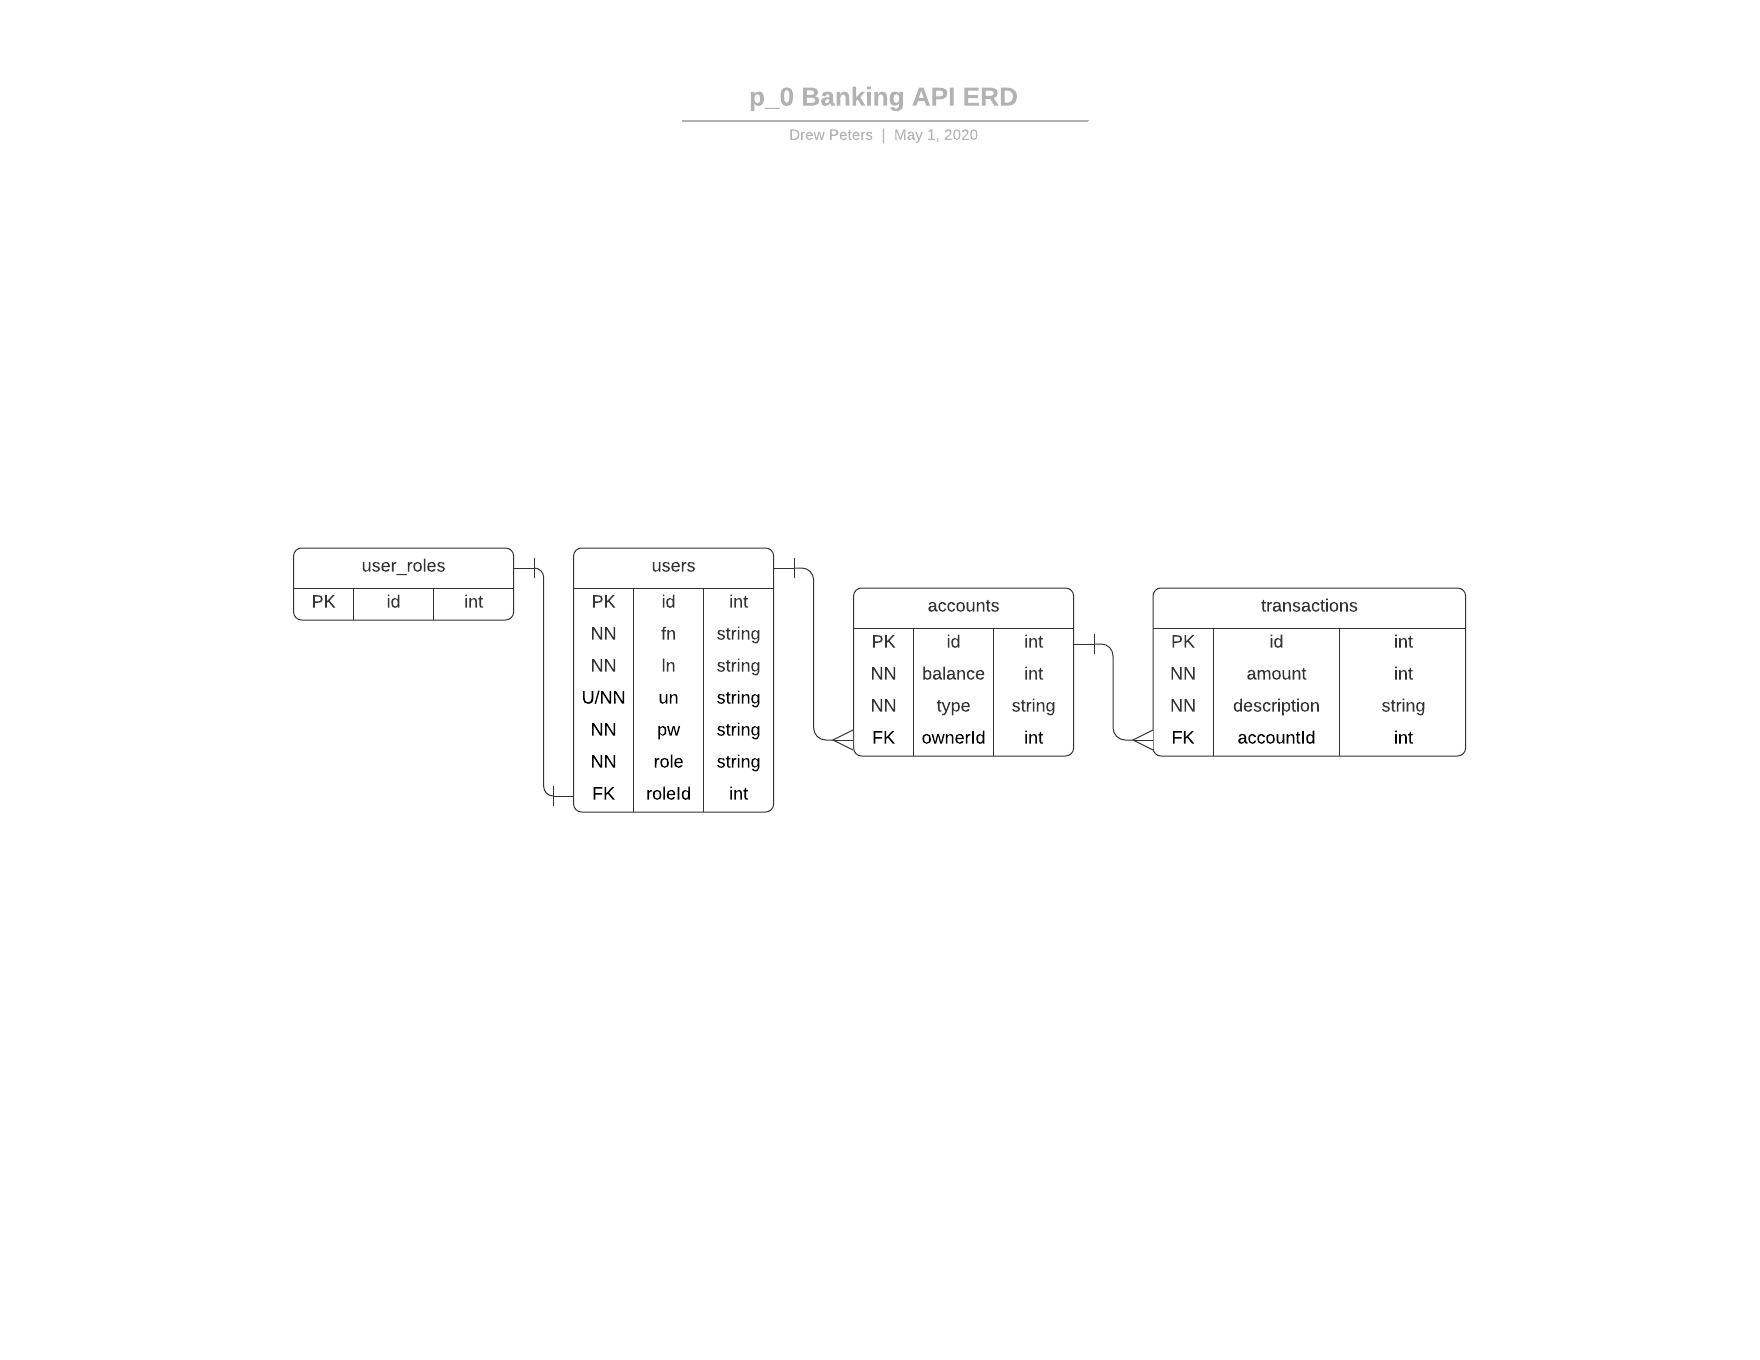 p_0 Banking API ERD
Drew Peters | May 1, 2020
user_roles
PK id int
users
PK id int
NN fn string
NN ln string
U/NN un string
NN pw string
NN role string
FK roleId int
accounts
PK id int
NN balance int
NN type string
FK ownerId int
transactions
PK id int
NN amount int
NN description string
FK accountId int